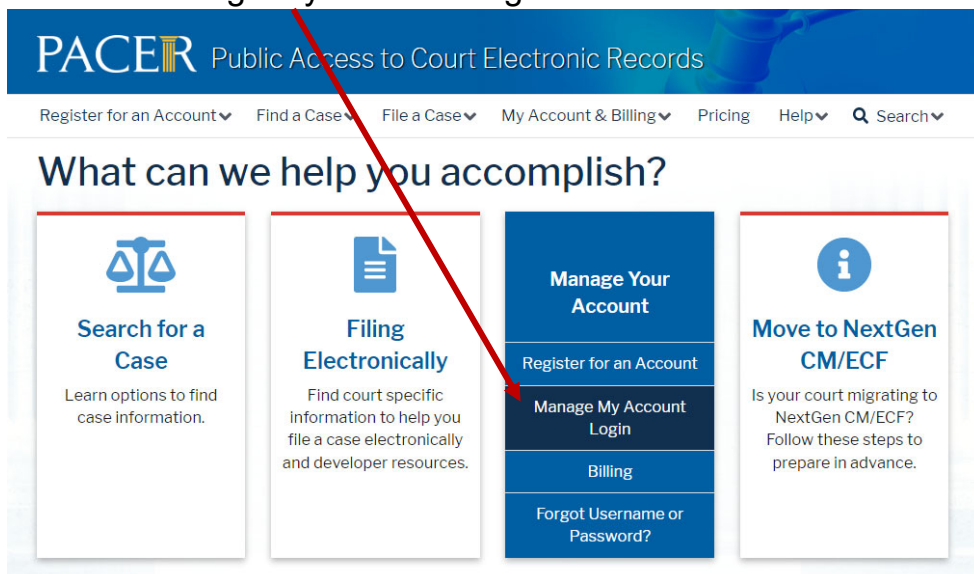 PACER Public Access to Court Electronic Records
Register for an Account Find a Case File a Case My Account & Billing Pricing Help Search
What can we help you accomplish?
Search for a
Case
Learn options to find
case information.
Filing
Electronically
Find court specific
information to help you
file a case electronically
and developer resources.
Manage Your
Account
Register for an Account
Manage My Account
Login
Billing
Forgot Username or
Password?
Move to NextGen
CM/ECF
Is your court migrating to
NextGen CM/ECF?
Follow these steps to
prepare in advance.